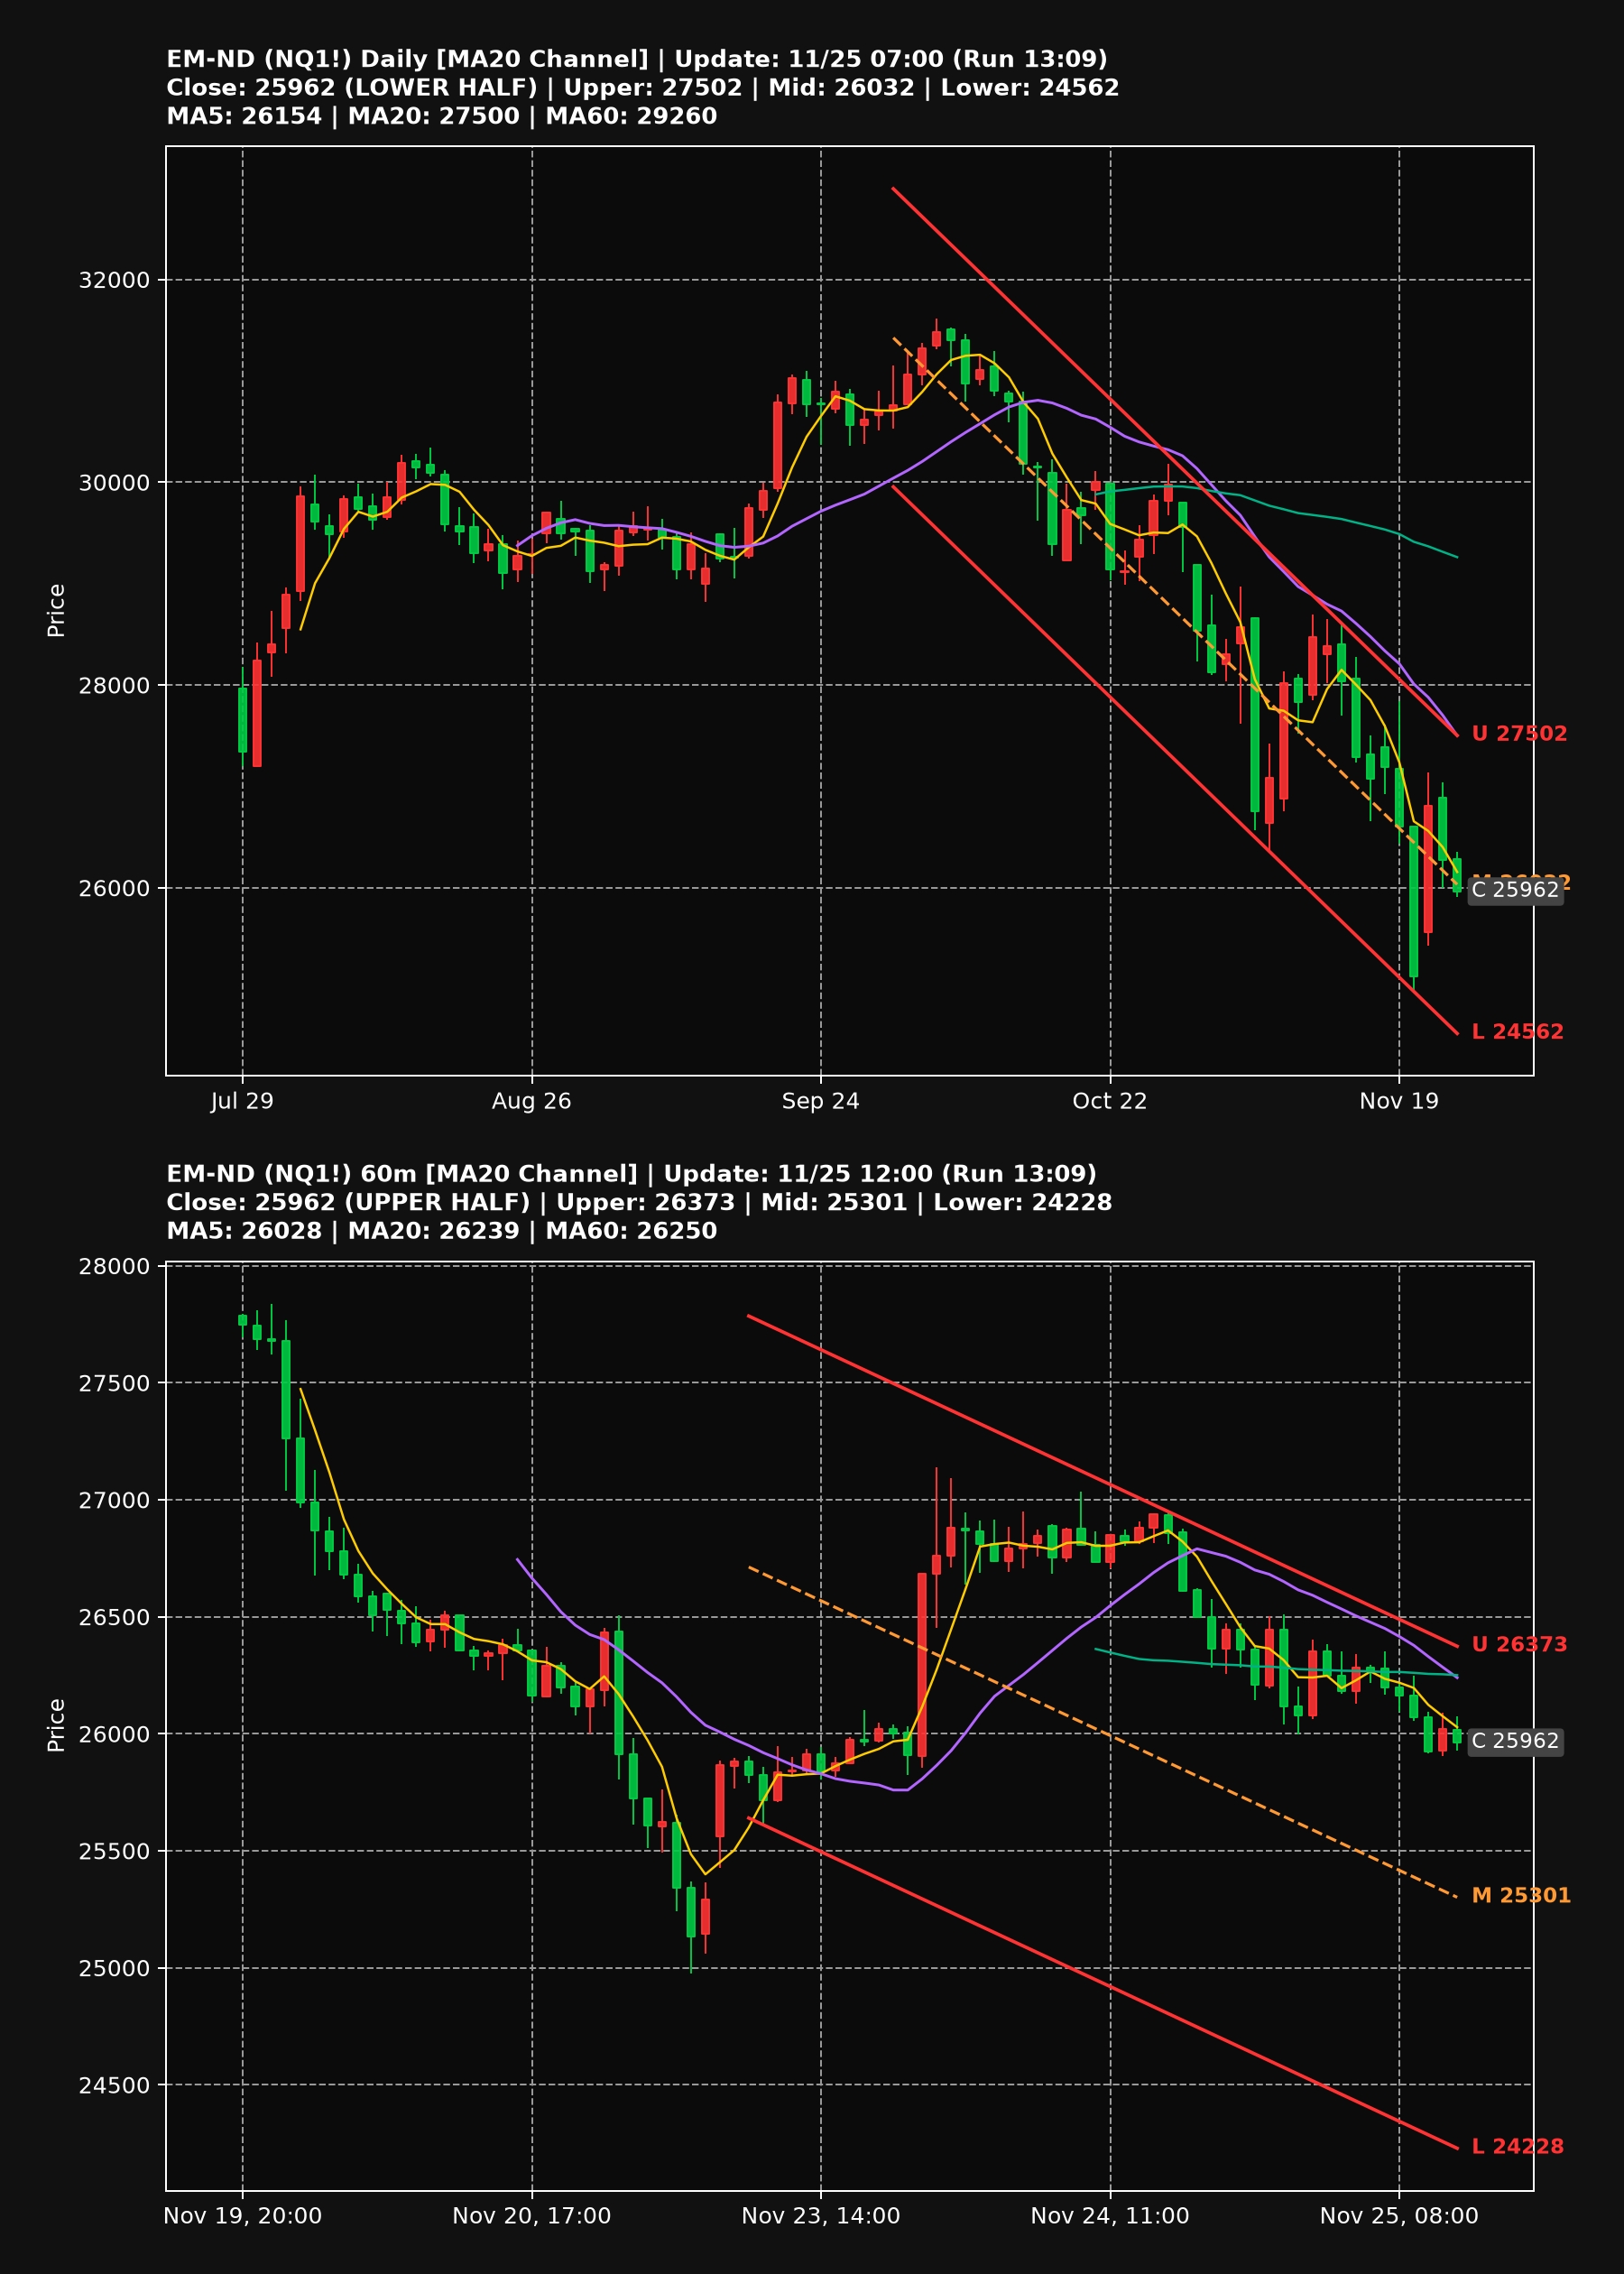 EM-ND (NQ1!) Daily [MA20 Channel] | Update: 11/25 07:00 (Run 13:09)
Close: 25962 (LOWER HALF) | Upper: 27502 | Mid: 26032 | Lower: 24562
MA5: 26154 | MA20: 27500 | MA60: 29260
Price
32000
30000
28000
26000
U 27502
C 25962
L 24562
Jul 29
Aug 26
Sep 24
Oct 22
Nov 19
EM-ND (NQ1!) 60m [MA20 Channel] | Update: 11/25 12:00 (Run 13:09)
Close: 25962 (UPPER HALF) | Upper: 26373 | Mid: 25301 | Lower: 24228
MA5: 26028 | MA20: 26239 | MA60: 26250
Price
28000
27500
27000
26500
26000
25500
25000
24500
U 26373
C 25962
M 25301
L 24228
Nov 19, 20:00
Nov 20, 17:00
Nov 23, 14:00
Nov 24, 11:00
Nov 25, 08:00